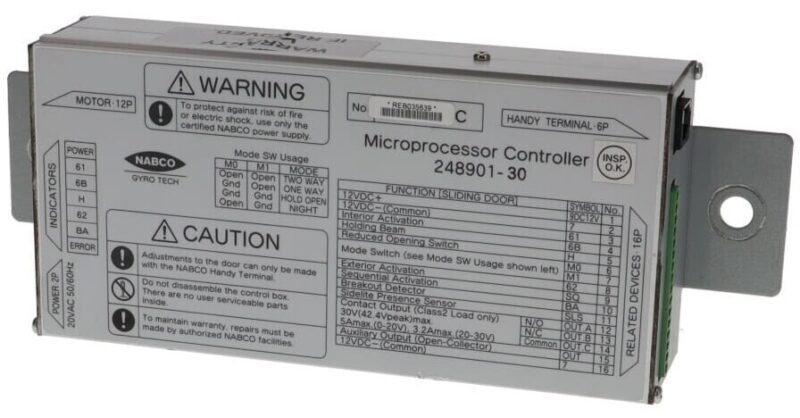 WARRANTY
IF REMOVED
MOTOR·12P
WARNING
To protect against risk of fire
or electric shock, use only the
certified NABCO power supply.
No
*REB035639*
C
HANDY TERMINAL·6P
Microprocessor Controller
248901-30
INSP.
O.K.
NABCO
GYRO TECH
Mode SW Usage
M0 M1 MODE
Open Open TWO WAY
Open Gnd ONE WAY
Gnd Open HOLD OPEN
Gnd Gnd NIGHT
INDICATORS
POWER
61
6B
H
62
BA
ERROR
POWER·2P
20VAC 50/60Hz
CAUTION
Adjustments to the door can only be made
with the NABCO Handy Terminal.
Do not disassemble the control box.
There are no user serviceable parts
inside.
To maintain warranty, repairs must be
made by authorized NABCO facilities.
FUNCTION [SLIDING DOOR] SYMBOL No.
12VDC+ 9DC12V 1
12VDC-(Common) 7 2
Interior Activation 61 3
Holding Beam 6B 4
Reduced Opening Switch H 5
Mode Switch (see Mode SW Usage shown left) M0 6
M1 7
Exterior Activation 62 8
Sequential Activation SQ 9
Breakout Detector BA 10
Sidelite Presence Sensor SLS 11
Contact Output (Class2 Load only) N/O OUT A 12
30V(42.4Vpeak)max. N/C OUT B 13
6Amax.(0-20V), 3.2Amax.(20-30V) Common OUT C 14
Auxiliary Output (Open-Collector) OUT 15
12VDC-(Common) 7 16
RELATED DEVICES·16P